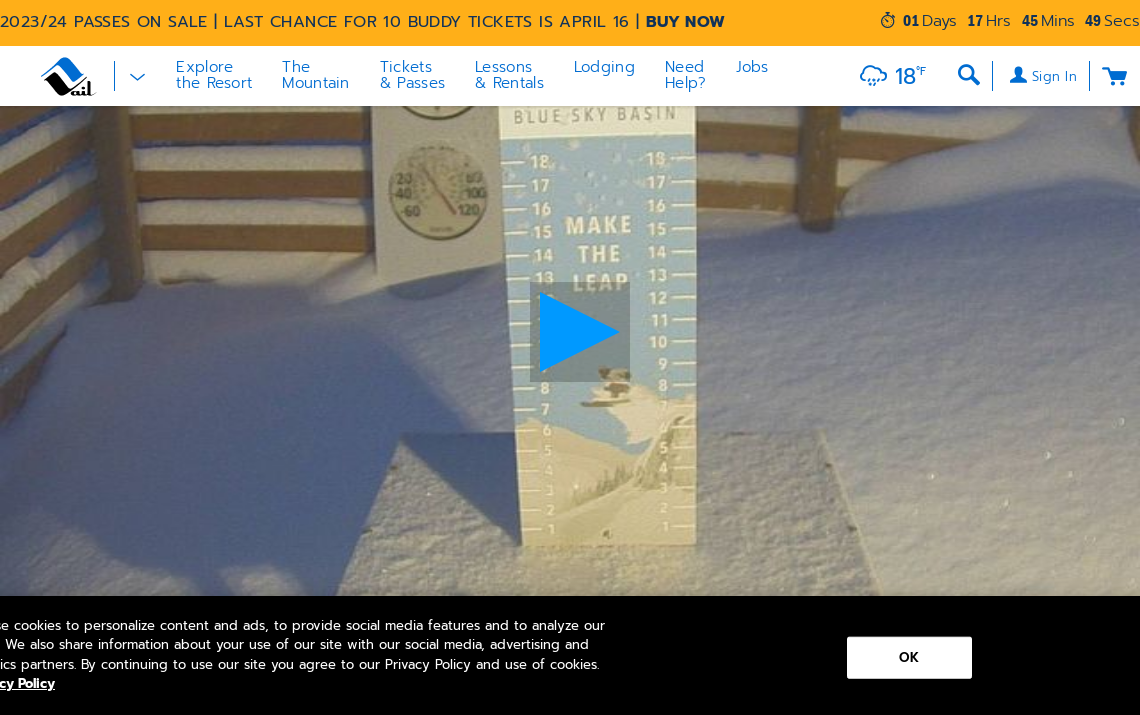 2023/24 PASSES ON SALE | LAST CHANCE FOR 10 BUDDY TICKETS IS APRIL 16 | BUY NOW
01 Days 17 Hrs 45 Mins 49 Secs
ail
Explore
the Resort
The
Mountain
Tickets
& Passes
Lessons
& Rentals
Lodging
Need
Help?
Jobs
18°F
Sign In
BLUE SKY BASIN
20 80
40 100
-60 120
18 18
17 17
16 16
15 15
14 14
13 13
12
11
10
9
8 8
7 7
6 6
5 5
4 4
3 3
2 2
1 1
MAKE
THE
LEAP
se cookies to personalize content and ads, to provide social media features and to analyze our
. We also share information about your use of our site with our social media, advertising and
ics partners. By continuing to use our site you agree to our Privacy Policy and use of cookies.
cy Policy
OK